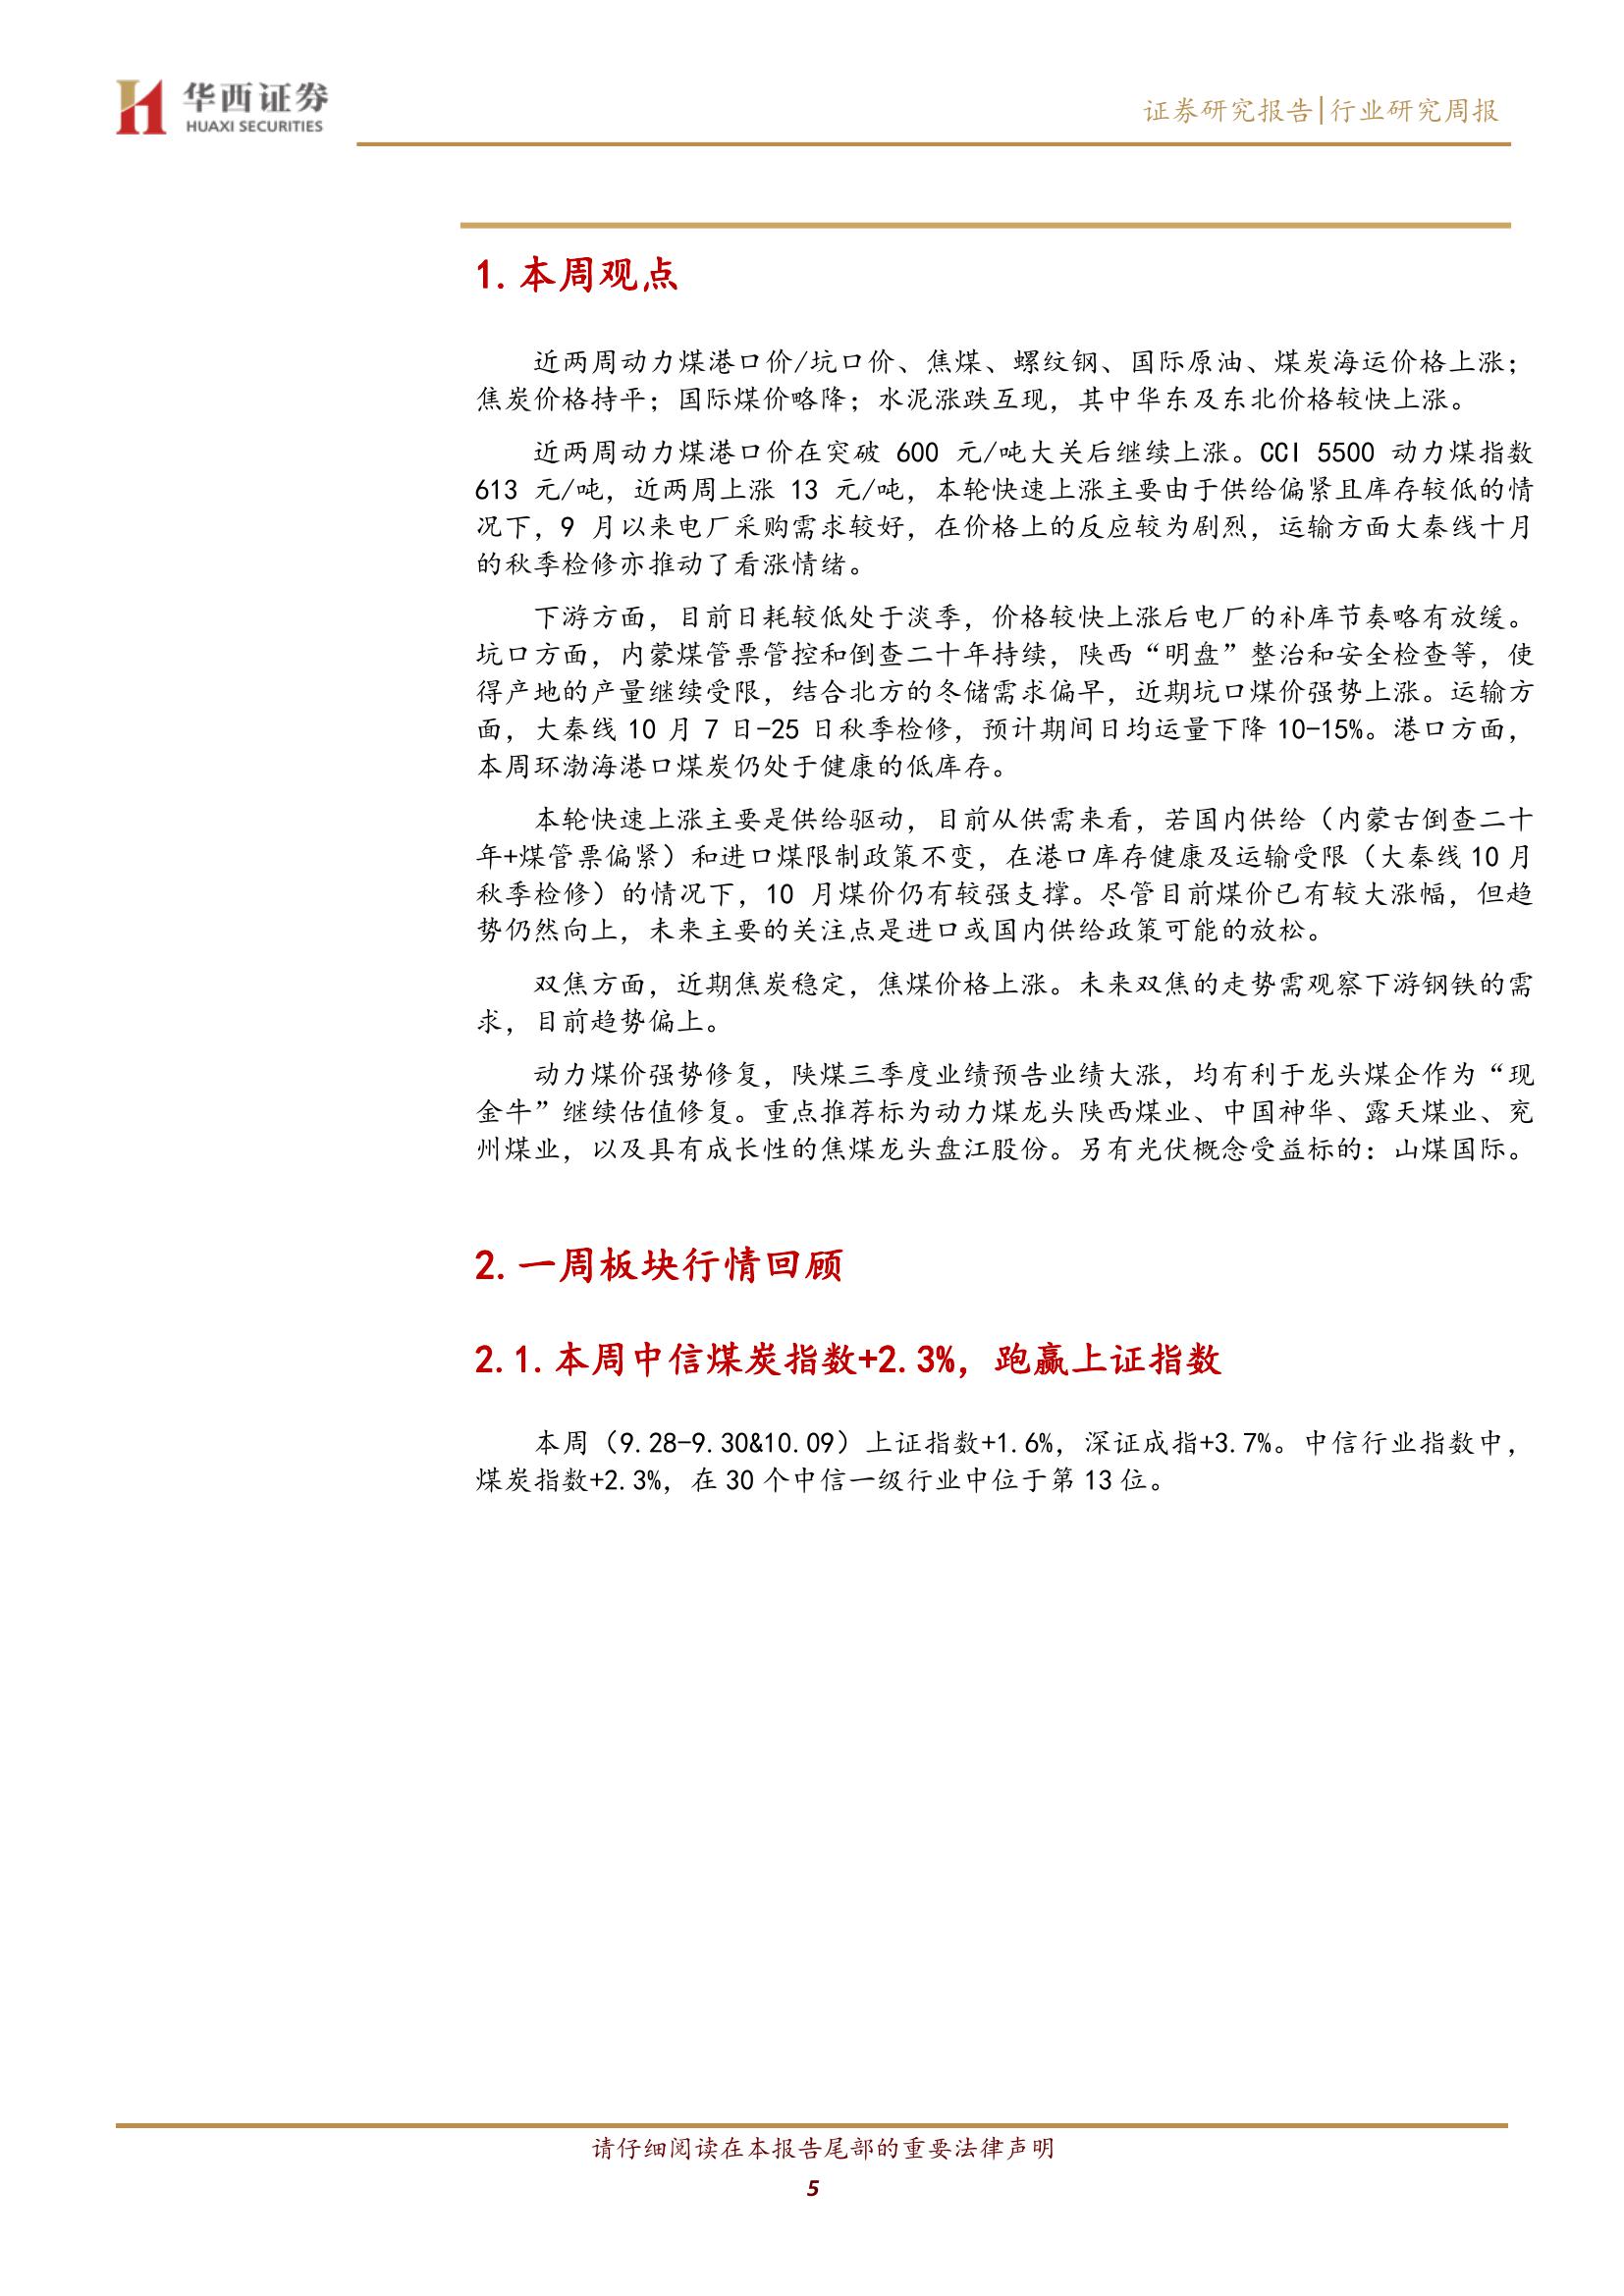 华西证券
HUAXI SECURITIES
证券研究报告|行业研究周报
1.本周观点
近两周动力煤港口价/坑口价、焦煤、螺纹钢、国际原油、煤炭海运价格上涨；
焦炭价格持平；国际煤价略降；水泥涨跌互现，其中华东及东北价格较快上涨。
近两周动力煤港口价在突破 600 元/吨大关后继续上涨。CCI 5500 动力煤指数
613 元/吨，近两周上涨 13 元/吨，本轮快速上涨主要由于供给偏紧且库存较低的情
况下，9 月以来电厂采购需求较好，在价格上的反应较为剧烈，运输方面大秦线十月
的秋季检修亦推动了看涨情绪。
下游方面，目前日耗较低处于淡季，价格较快上涨后电厂的补库节奏略有放缓。
坑口方面，内蒙煤管票管控和倒查二十年持续，陕西“明盘”整治和安全检查等，使
得产地的产量继续受限，结合北方的冬储需求偏早，近期坑口煤价强势上涨。运输方
面，大秦线 10 月 7 日-25 日秋季检修，预计期间日均运量下降 10-15%。港口方面，
本周环渤海港口煤炭仍处于健康的低库存。
本轮快速上涨主要是供给驱动，目前从供需来看，若国内供给（内蒙古倒查二十
年+煤管票偏紧）和进口煤限制政策不变，在港口库存健康及运输受限（大秦线 10 月
秋季检修）的情况下，10 月煤价仍有较强支撑。尽管目前煤价已有较大涨幅，但趋
势仍然向上，未来主要的关注点是进口或国内供给政策可能的放松。
双焦方面，近期焦炭稳定，焦煤价格上涨。未来双焦的走势需观察下游钢铁的需
求，目前趋势偏上。
动力煤价强势修复，陕煤三季度业绩预告业绩大涨，均有利于龙头煤企作为“现
金牛”继续估值修复。重点推荐标为动力煤龙头陕西煤业、中国神华、露天煤业、兖
州煤业，以及具有成长性的焦煤龙头盘江股份。另有光伏概念受益标的：山煤国际。
2.一周板块行情回顾
2.1.本周中信煤炭指数+2.3%，跑赢上证指数
本周（9.28-9.30&10.09）上证指数+1.6%，深证成指+3.7%。中信行业指数中，
煤炭指数+2.3%，在 30 个中信一级行业中位于第 13 位。
请仔细阅读在本报告尾部的重要法律声明
5